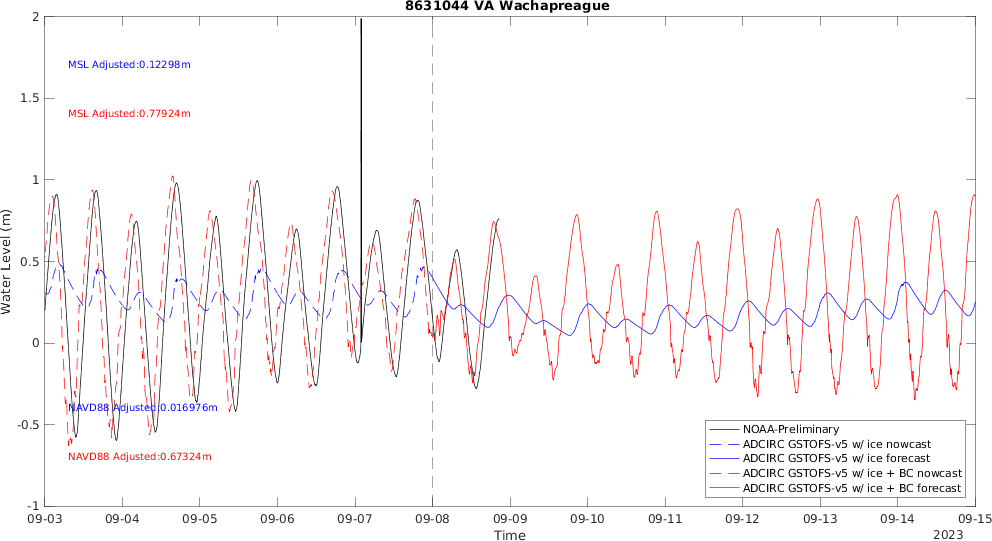 8631044 VA Wachapreague
2
1.5
1
0.5
0
-0.5
-1
Water Level (m)
MSL Adjusted:0.12298m
MSL Adjusted:0.77924m
NAVD88 Adjusted:0.016976m
NAVD88 Adjusted:0.67324m
NOAA-Preliminary
ADCIRC GSTOFS-v5 w/ ice nowcast
ADCIRC GSTOFS-v5 w/ ice forecast
ADCIRC GSTOFS-v5 w/ ice + BC nowcast
ADCIRC GSTOFS-v5 w/ ice + BC forecast
09-03 09-04 09-05 09-06 09-07 09-08 09-09 09-10 09-11 09-12 09-13 09-14 09-15
Time
2023